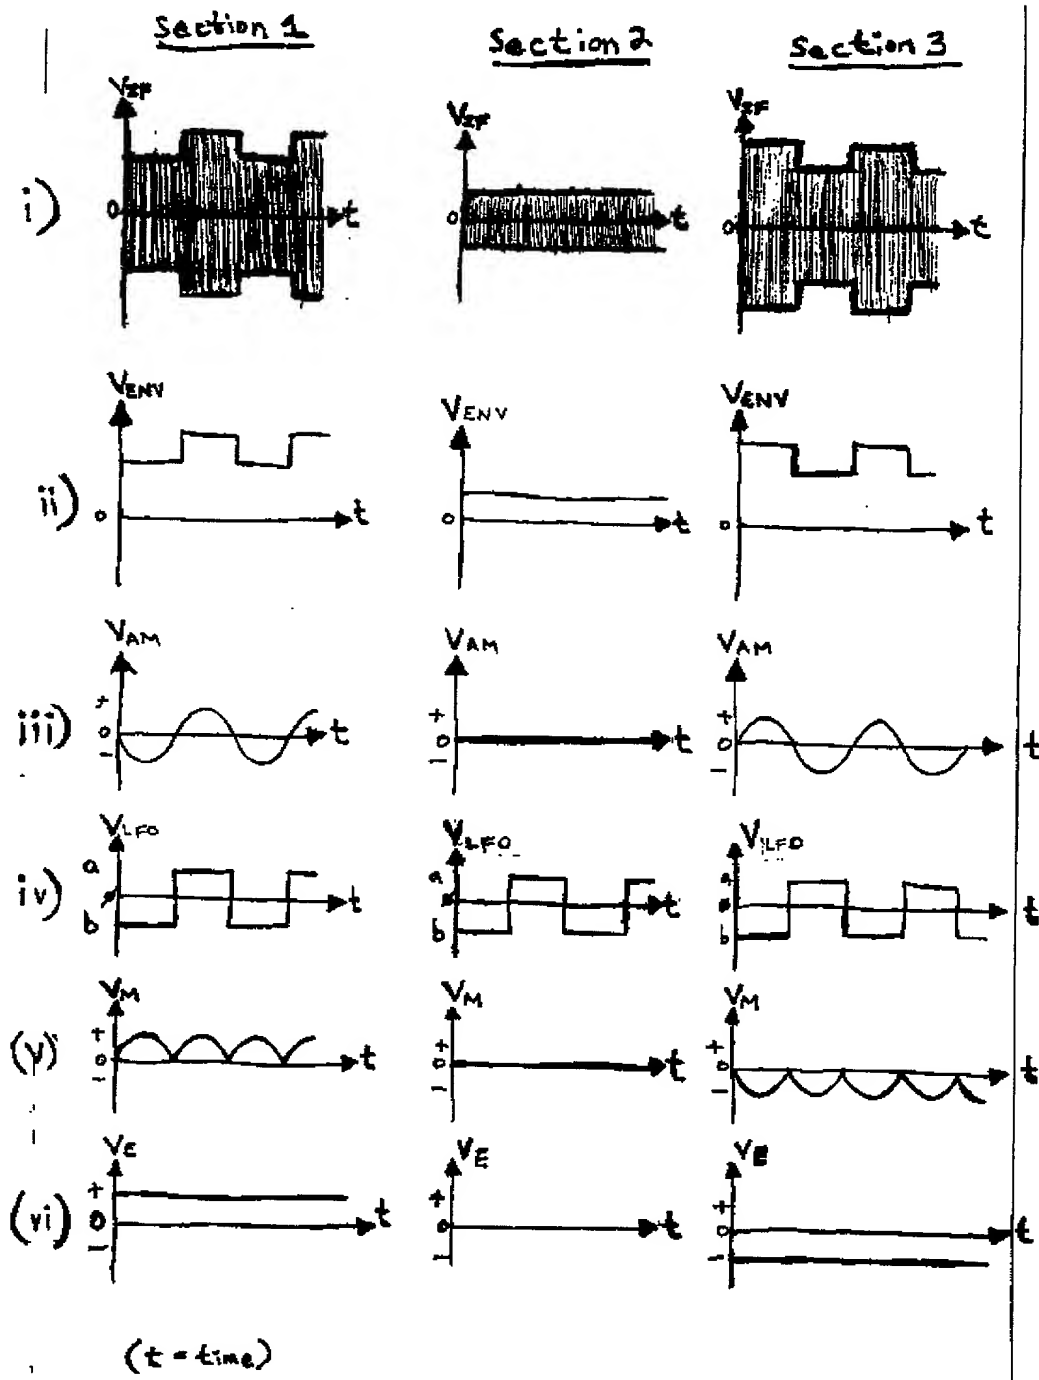 Section 1 Section 2 Section 3
VIF VIF VIF
i) 0 t 0 t 0 t
VENV VENV VENV
ii) 0 t 0 t 0 t
VAM VAM VAM
iii) + 0 - t + 0 - t + 0 - t
VLFO VLFO VLFO
iv) a ø b t a ø b t a ø b t
VM VM VM
(v) + 0 - t + 0 - t + 0 - t
VE VE VE
(vi) + 0 - t + 0 - t + 0 - t
(t = time)